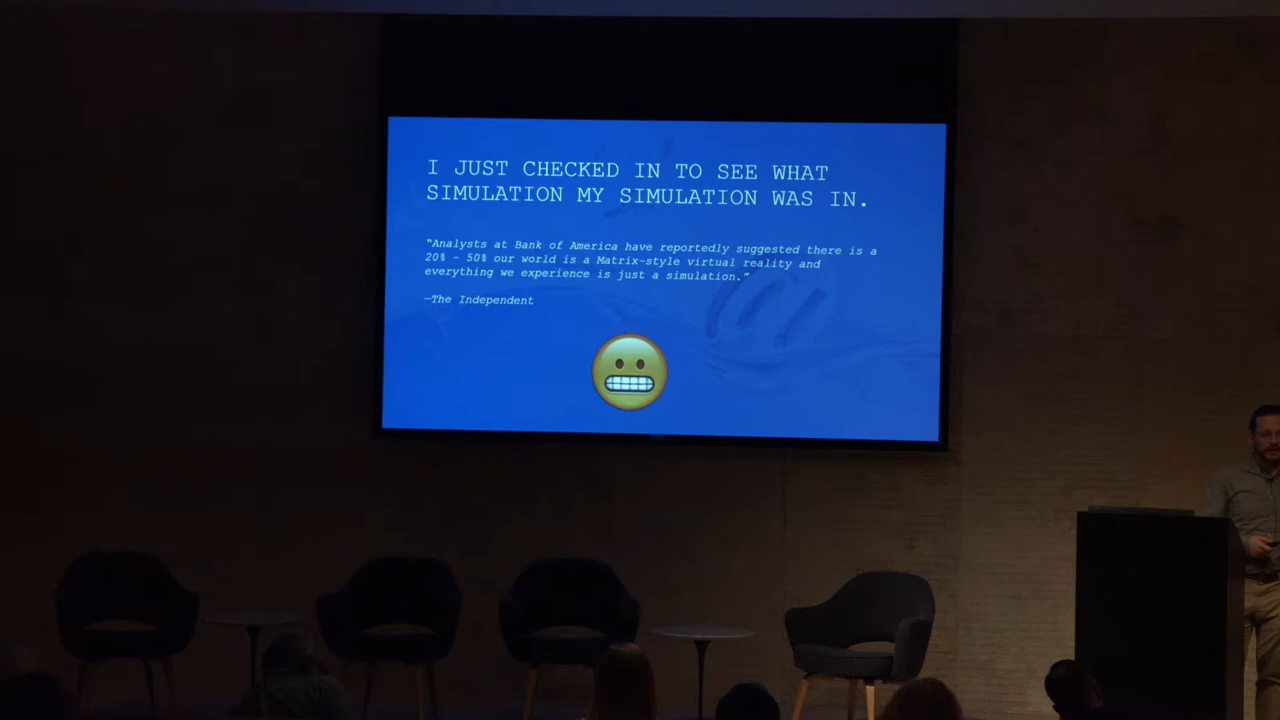 I JUST CHECKED IN TO SEE WHAT
SIMULATION MY SIMULATION WAS IN.
“Analysts at Bank of America have reportedly suggested there is a
20% - 50% our world is a Matrix-style virtual reality and
everything we experience is just a simulation.”
—The Independent